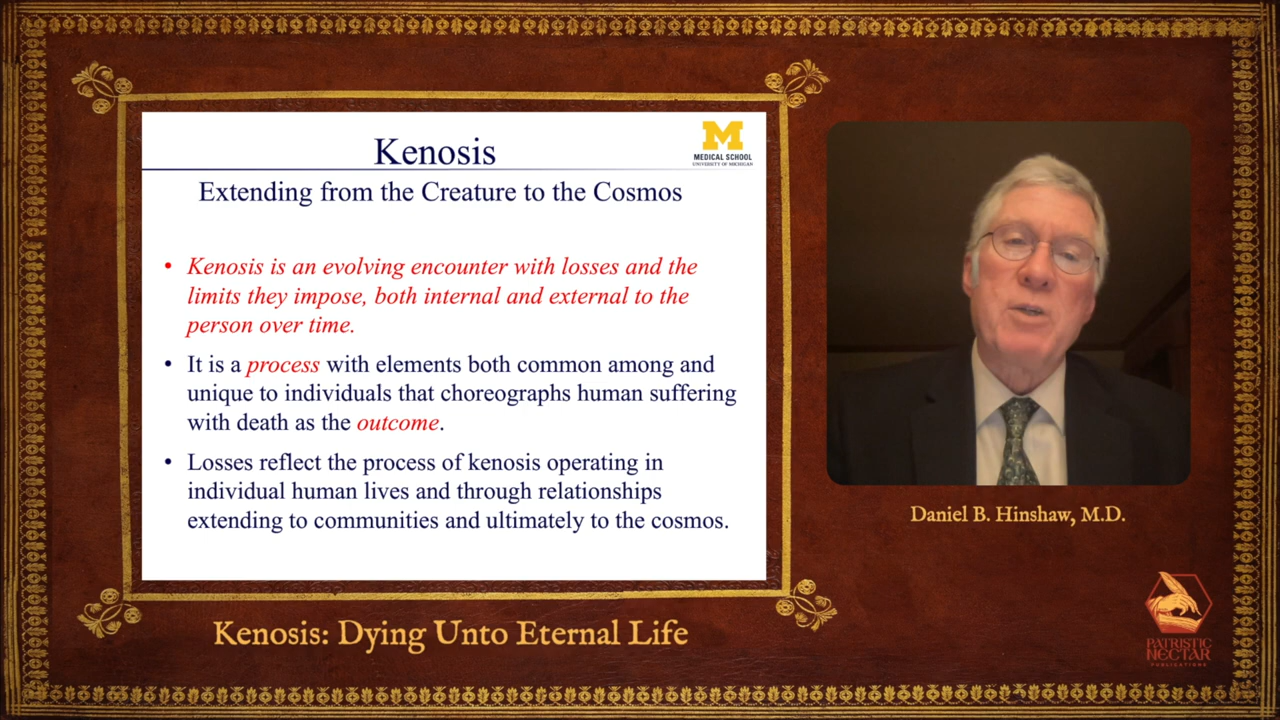 Kenosis
M
MEDICAL SCHOOL
UNIVERSITY OF MICHIGAN
Extending from the Creature to the Cosmos
• Kenosis is an evolving encounter with losses and the
limits they impose, both internal and external to the
person over time.
• It is a process with elements both common among and
unique to individuals that choreographs human suffering
with death as the outcome.
• Losses reflect the process of kenosis operating in
individual human lives and through relationships
extending to communities and ultimately to the cosmos.
Daniel B. Hinshaw, M.D.
Kenosis: Dying Unto Eternal Life
PATRISTIC
NECTAR
PUBLICATIONS